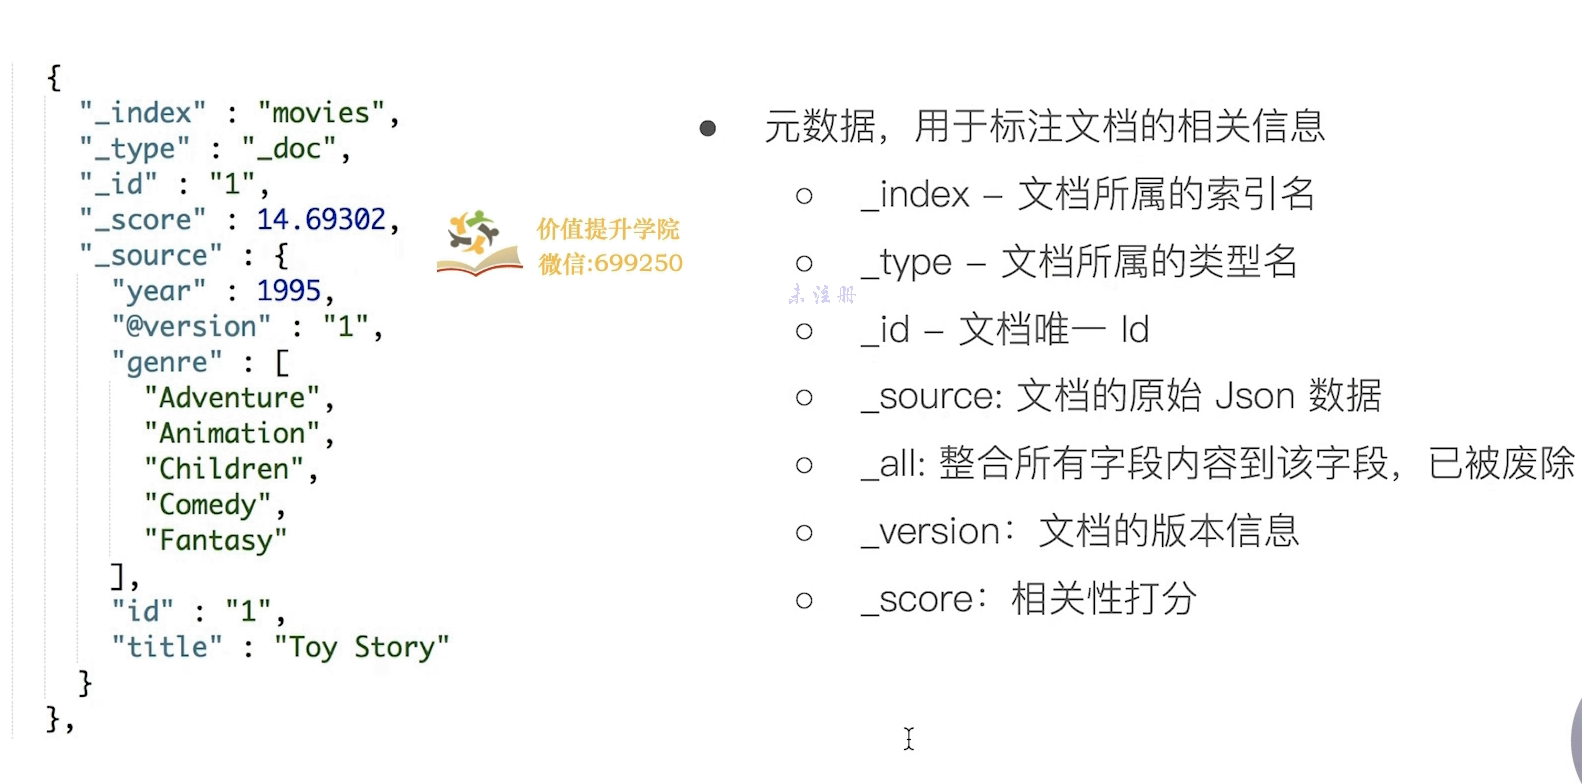 {
"_index" : "movies",
"_type" : "_doc",
"_id" : "1",
"_score" : 14.69302,
"_source" : {
"year" : 1995,
"@version" : "1",
"genre" : [
"Adventure",
"Animation",
"Children",
"Comedy",
"Fantasy"
],
"id" : "1",
"title" : "Toy Story"
}
},
价值提升学院
微信:699250
● 元数据，用于标注文档的相关信息
○ _index – 文档所属的索引名
○ _type – 文档所属的类型名
未注册
○ _id – 文档唯一 Id
○ _source: 文档的原始 Json 数据
○ _all: 整合所有字段内容到该字段，已被废除
○ _version： 文档的版本信息
○ _score： 相关性打分